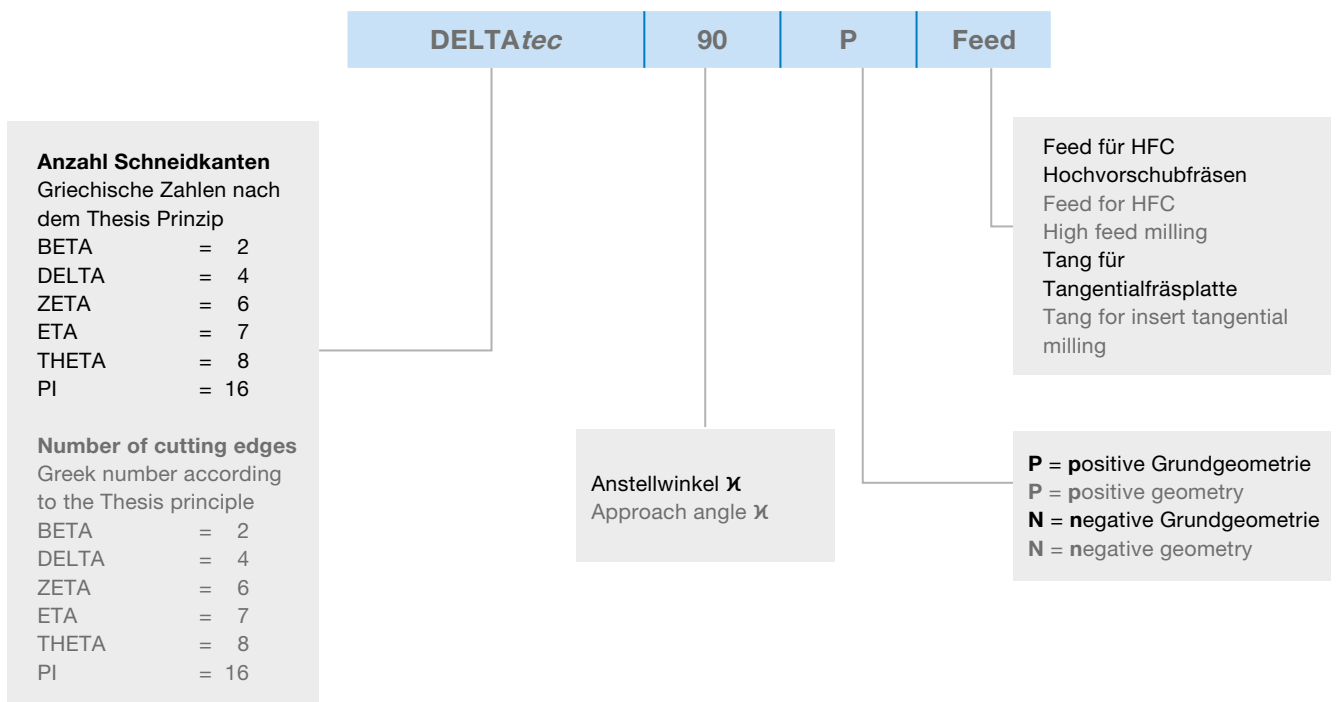 DELTAtec 90 P Feed
Anzahl Schneidkanten
Griechische Zahlen nach
dem Thesis Prinzip
BETA = 2
DELTA = 4
ZETA = 6
ETA = 7
THETA = 8
PI = 16
Number of cutting edges
Greek number according
to the Thesis principle
BETA = 2
DELTA = 4
ZETA = 6
ETA = 7
THETA = 8
PI = 16
Anstellwinkel ϰ
Approach angle ϰ
Feed für HFC
Hochvorschubfräsen
Feed for HFC
High feed milling
Tang für
Tangentialfräsplatte
Tang for insert tangential
milling
P = positive Grundgeometrie
P = positive geometry
N = negative Grundgeometrie
N = negative geometry